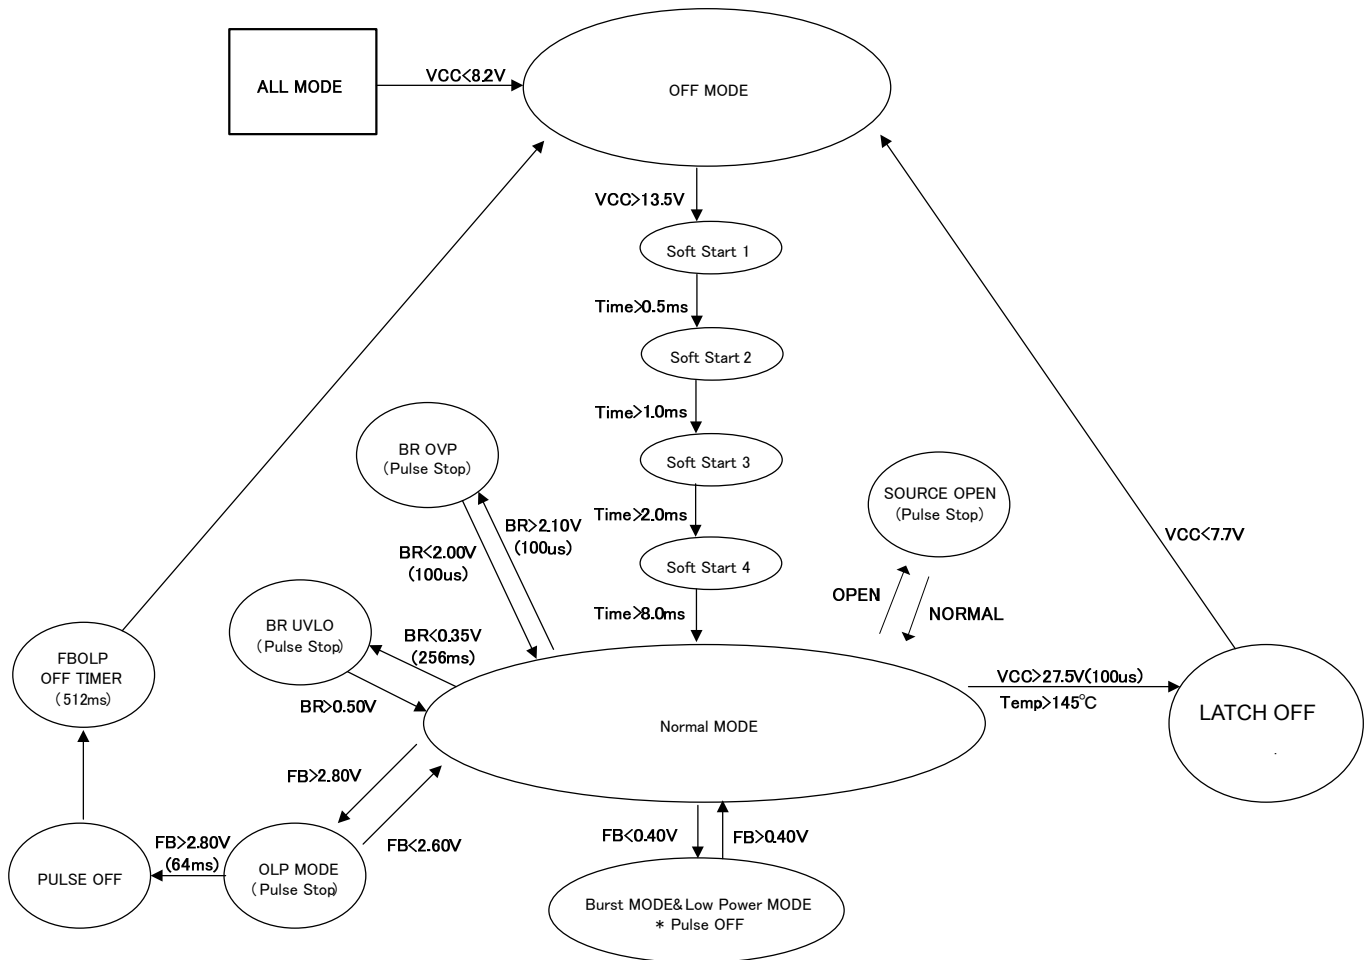 ALL MODE
VCC<8.2V
OFF MODE
VCC>13.5V
Soft Start 1
Time>0.5ms
Soft Start 2
Time>1.0ms
BR OVP
(Pulse Stop)
Soft Start 3
SOURCE OPEN
(Pulse Stop)
BR>2.10V
(100us)
Time>2.0ms
VCC<7.7V
BR<2.00V
(100us)
Soft Start 4
OPEN
NORMAL
Time>8.0ms
BR UVLO
(Pulse Stop)
BR<0.35V
(256ms)
FBOLP
OFF TIMER
(512ms)
BR>0.50V
Normal MODE
VCC>27.5V(100us)
Temp>145℃
LATCH OFF
FB>2.80V
FB<2.60V
FB<0.40V
FB>0.40V
FB>2.80V
(64ms)
PULSE OFF
OLP MODE
(Pulse Stop)
Burst MODE&Low Power MODE
* Pulse OFF